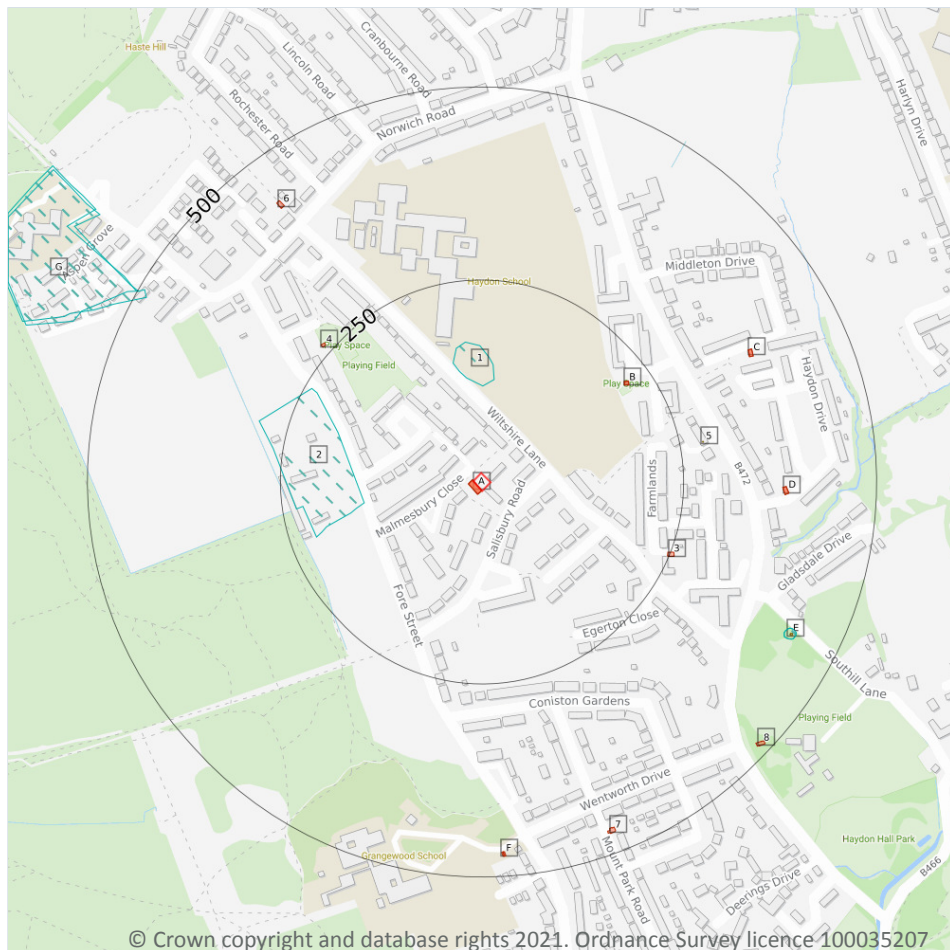 Haste Hill
Lincoln Road
Cranbourne Road
Rochester Road
Norwich Road
Harlyn Drive
6
500
G
Aspen Grove
Haydon School
Middleton Drive
250
4
Play Space
Playing Field
1
C
B
Play Space
Haydon Drive
Wiltshire Lane
5
B472
2
A
D
Malmesbury Close
Salisbury Road
Farmlands
3
Gladsdale Drive
Fore Street
Egerton Close
E
Southill Lane
Coniston Gardens
Playing Field
8
Wentworth Drive
7
F
Grangewood School
Mount Park Road
Haydon Hall Park
Deerings Drive
B466
© Crown copyright and database rights 2021. Ordnance Survey licence 100035207